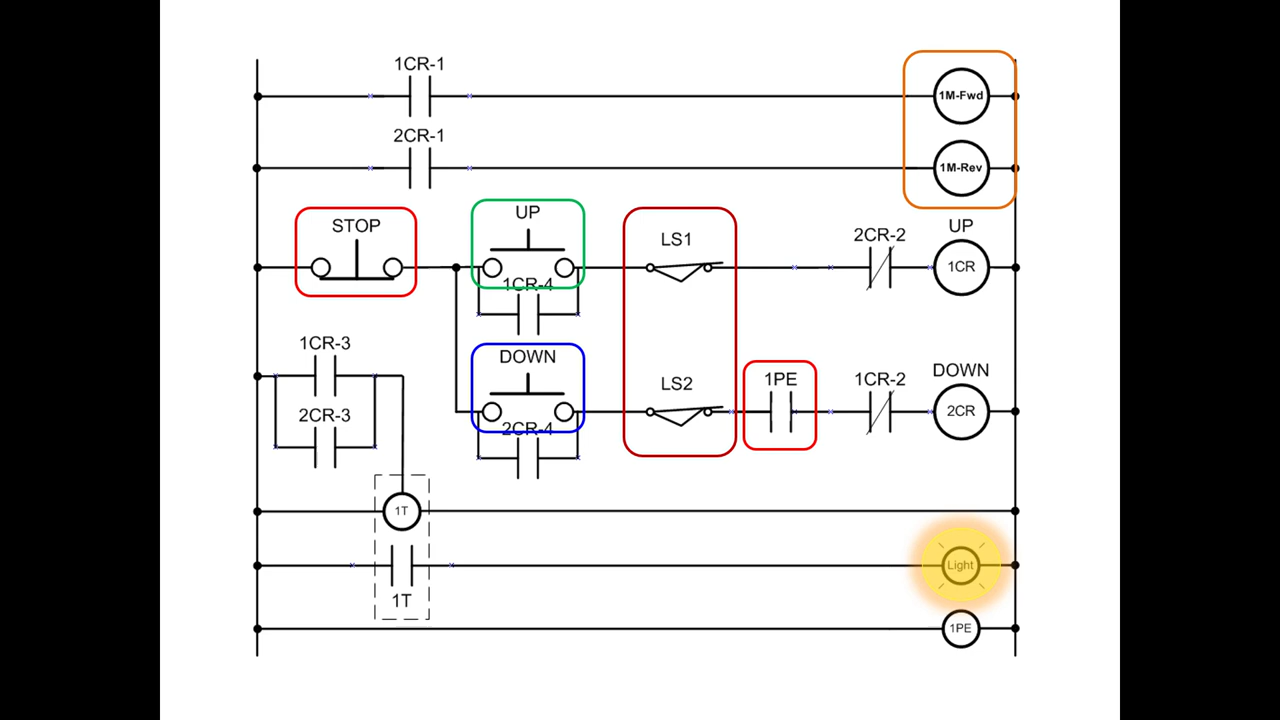 1CR-1
1M-Fwd
2CR-1
1M-Rev
STOP
UP
LS1
2CR-2
UP
1CR
1CR-4
1CR-3
DOWN
LS2
1PE
1CR-2
DOWN
2CR
2CR-3
2CR-4
1T
Light
1T
1PE